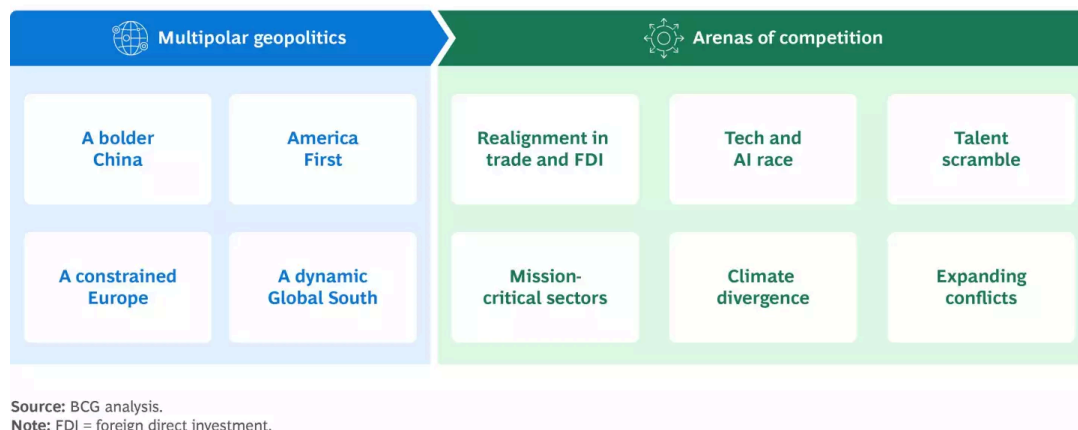 Multipolar geopolitics
Arenas of competition
A bolder
China
America
First
Realignment in
trade and FDI
Tech and
AI race
Talent
scramble
A constrained
Europe
A dynamic
Global South
Mission-
critical sectors
Climate
divergence
Expanding
conflicts
Source: BCG analysis.
Note: FDI = foreign direct investment.